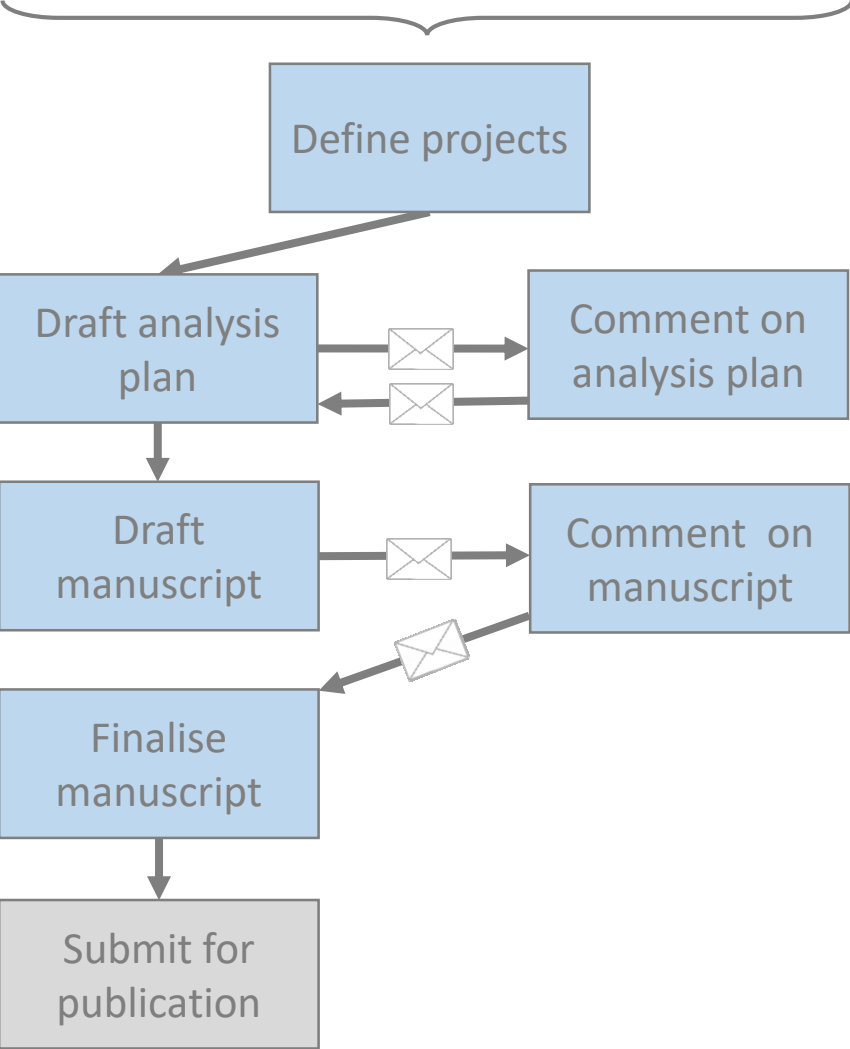 Define projects
Draft analysis
plan
Comment on
analysis plan
Draft
manuscript
Comment  on
manuscript
Finalise
manuscript
Submit for
publication